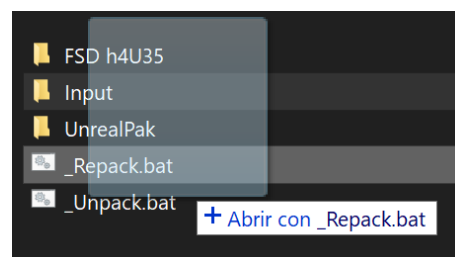 FSD h4U35
Input
UnrealPak
_Repack.bat
_Unpack.bat
+ Abrir con _Repack.bat